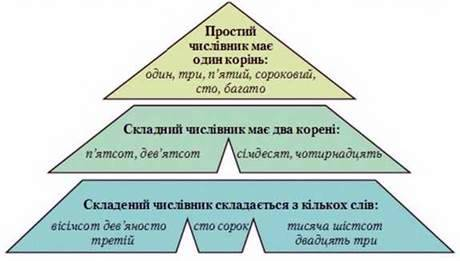 Простий
числівник має
один корінь:
один, три, п'ятий, сороковий,
сто, багато
Складний числівник має два корені:
п'ятсот, дев'ятсот
сімдесят, чотирнадцять
Складений числівник складається з кількох слів:
вісімсот дев'яносто
третій
сто сорок
тисяча шістсот
двадцять три